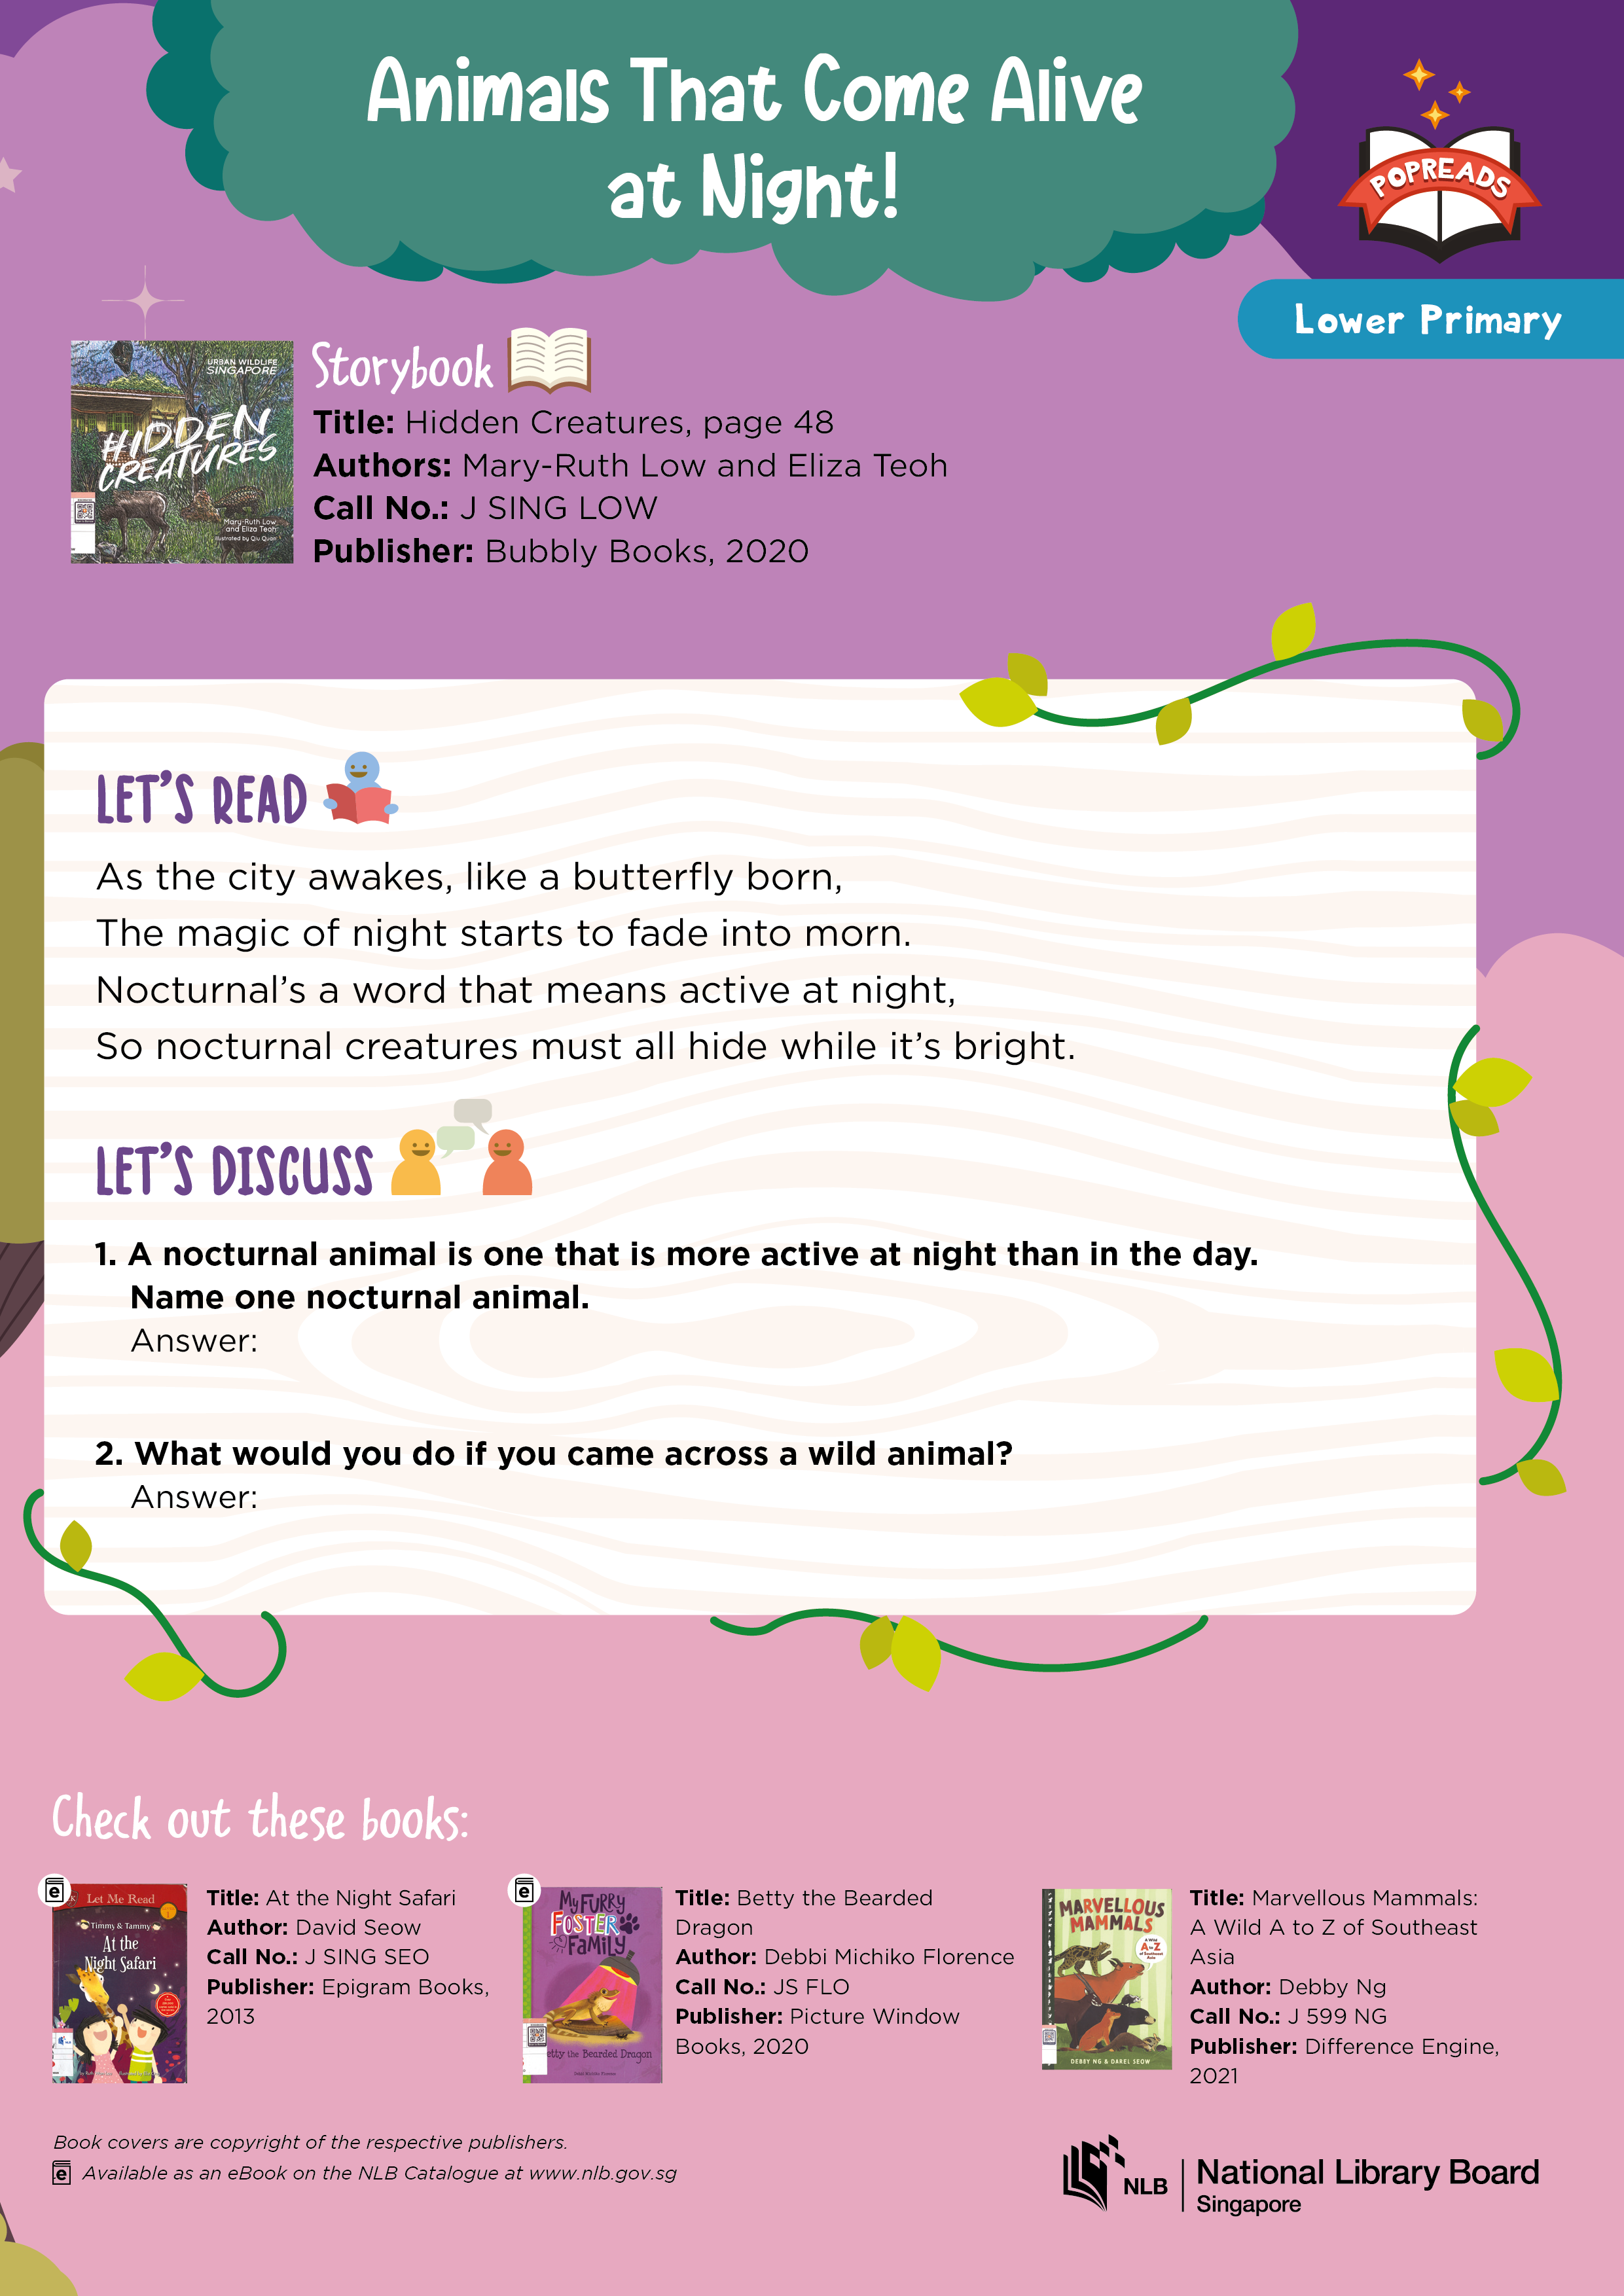 Animals That Come Alive
at Night!
POPREADS
Lower Primary
URBAN WILDLIFE
SINGAPORE
HIDDEN
CREATURES
Mary-Ruth Low
and Eliza Teoh
Illustrated by Qiu Quan
Storybook
Title: Hidden Creatures, page 48
Authors: Mary-Ruth Low and Eliza Teoh
Call No.: J SING LOW
Publisher: Bubbly Books, 2020
LET'S READ
As the city awakes, like a butterfly born,
The magic of night starts to fade into morn.
Nocturnal's a word that means active at night,
So nocturnal creatures must all hide while it's bright.
LET'S DISCUSS
1. A nocturnal animal is one that is more active at night than in the day.
Name one nocturnal animal.
Answer:
2. What would you do if you came across a wild animal?
Answer:
Check out these books:
e
Let Me Read
Timmy & Tammy
At the
Night Safari
Title: At the Night Safari
Author: David Seow
Call No.: J SING SEO
Publisher: Epigram Books,
2013
e
My FURRY
FOSTER
FaMiLY
etty the Bearded Dragon
Title: Betty the Bearded
Dragon
Author: Debbi Michiko Florence
Call No.: JS FLO
Publisher: Picture Window
Books, 2020
MARVELLOUS
MAMMALS
A Wild
A-Z
of Southeast
Asia
DEBBY NG & DAREL SEOW
Title: Marvellous Mammals:
A Wild A to Z of Southeast
Asia
Author: Debby Ng
Call No.: J 599 NG
Publisher: Difference Engine,
2021
Book covers are copyright of the respective publishers.
e Available as an eBook on the NLB Catalogue at www.nlb.gov.sg
NLB
National Library Board
Singapore